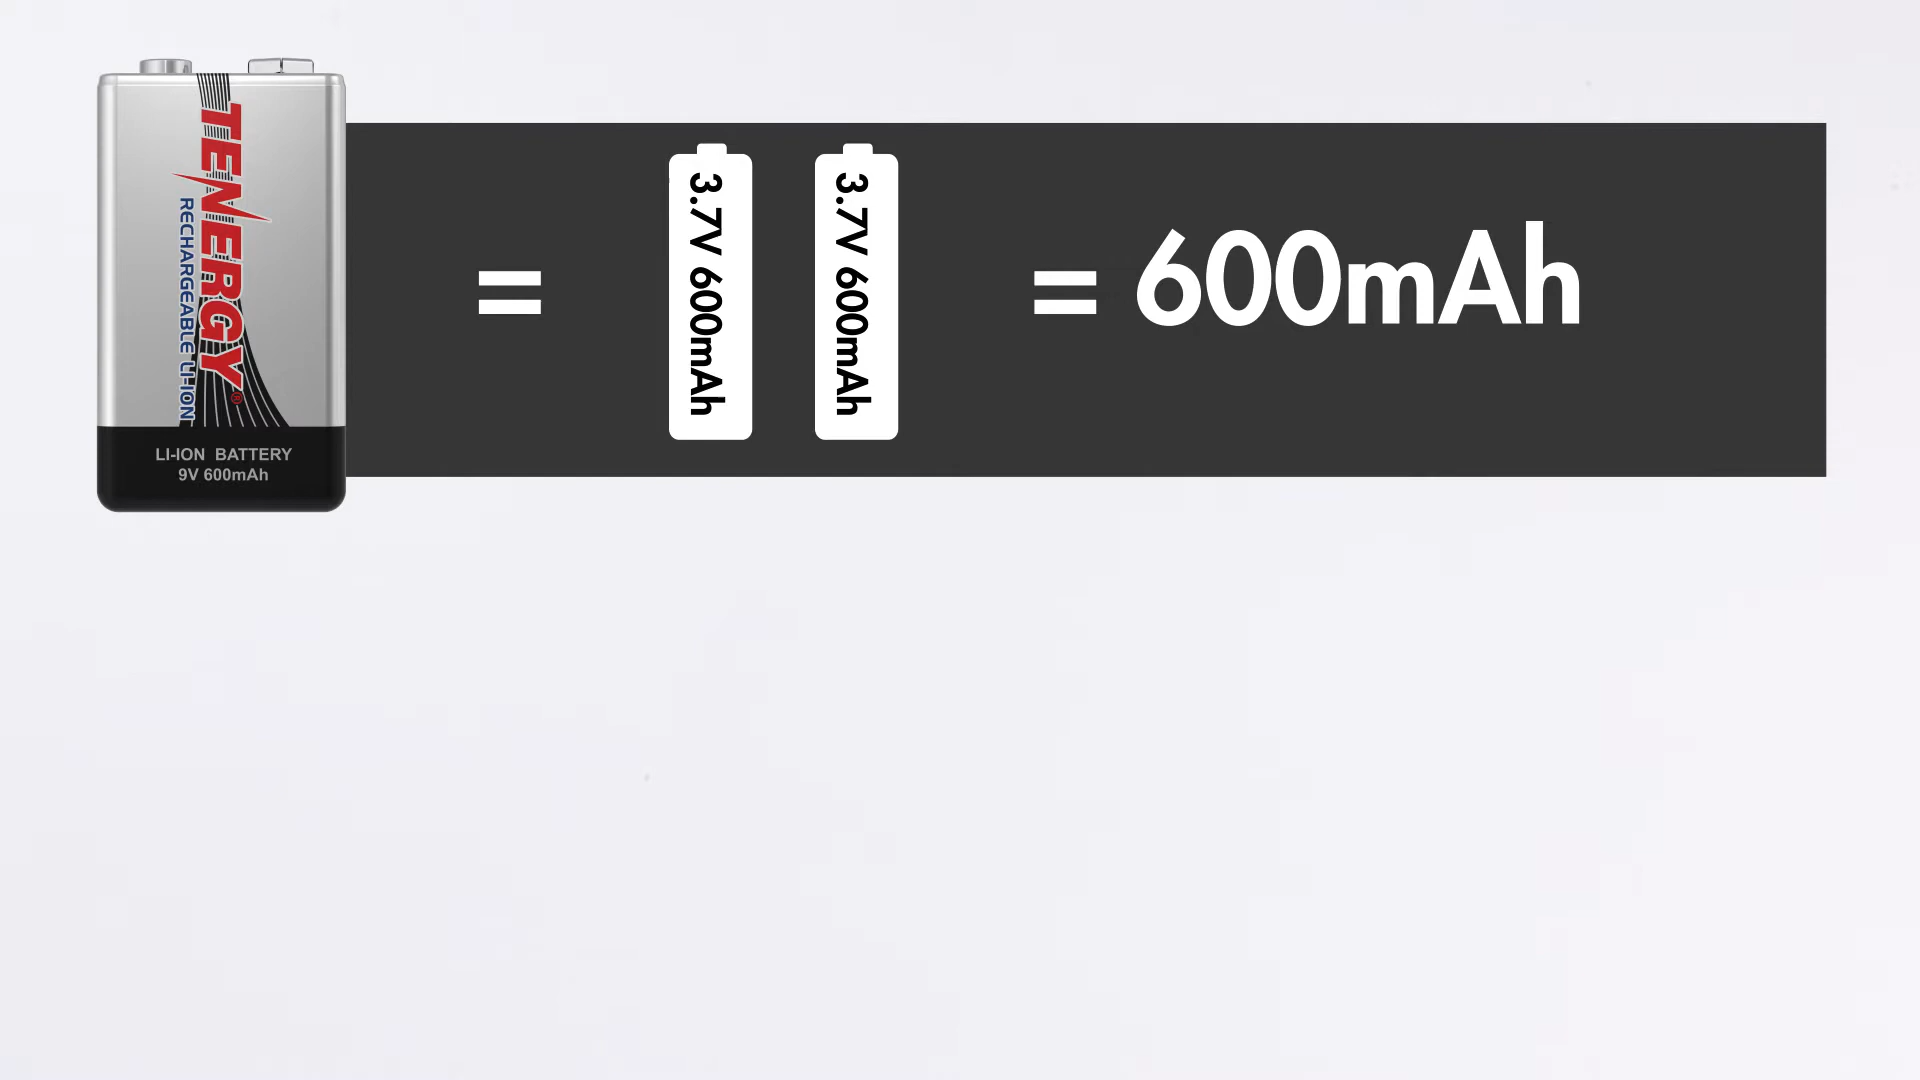 TENERGY®
RECHARGEABLE LI-ION
LI-ION BATTERY
9V 600mAh
=
3.7V 600mAh
3.7V 600mAh
= 600mAh